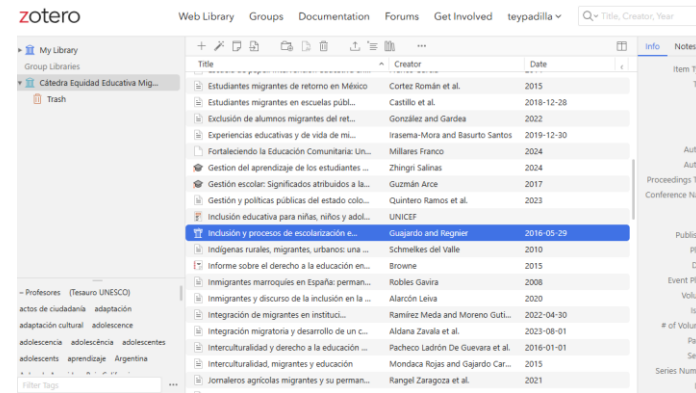 zotero Web Library Groups Documentation Forums Get Involved teypadilla Title, Creator, Year
My Library
Group Libraries
Cátedra Equidad Educativa Mig...
Trash
Title Creator Date
Estudiantes migrantes de retorno en México Cortez Román et al. 2015
Estudiantes migrantes en escuelas públ... Castillo et al. 2018-12-28
Exclusión de alumnos migrantes del ret... González and Gardea 2022
Experiencias educativas y de vida de mi... Irasema-Mora and Basurto Santos 2019-12-30
Fortaleciendo la Educación Comunitaria: Un... Millares Franco 2024
Gestion del aprendizaje de los estudiantes ... Zhingri Salinas 2024
Gestión escolar: Significados atribuidos a la... Guzmán Arce 2017
Gestión y políticas públicas del estado colo... Quintero Ramos et al. 2023
Inclusión educativa para niñas, niños y adol... UNICEF
Inclusión y procesos de escolarización e... Guajardo and Regnier 2016-05-29
Indígenas rurales, migrantes, urbanos: una ... Schmelkes del Valle 2010
Informe sobre el derecho a la educación en... Browne 2015
Inmigrantes marroquíes en España: perman... Robles Gavira 2008
Inmigrantes y discurso de la inclusión en la ... Alarcón Leiva 2020
Integración de migrantes en instituci... Ramírez Meda and Moreno Guti... 2022-04-30
Integración migratoria y desarrollo de un c... Aldana Zavala et al. 2023-08-01
Interculturalidad y derecho a la educación ... Pacheco Ladrón De Guevara et al. 2016-01-01
Interculturalidad, migrantes y educación Mondaca Rojas and Gajardo Car... 2015
Jornaleros agrícolas migrantes y su perman... Rangel Zaragoza et al. 2021
~ Profesores (Tesauro UNESCO)
actos de ciudadanía adaptación
adaptación cultural adolescence
adolescencia adolescência adolescentes
adolescents aprendizaje Argentina
Filter Tags
Info Notes
Item T
T
Aut
Aut
Proceedings T
Conference Na
Publis
Pl
D
Event Pl
Volu
Is
# of Volu
Pa
Se
Series Num